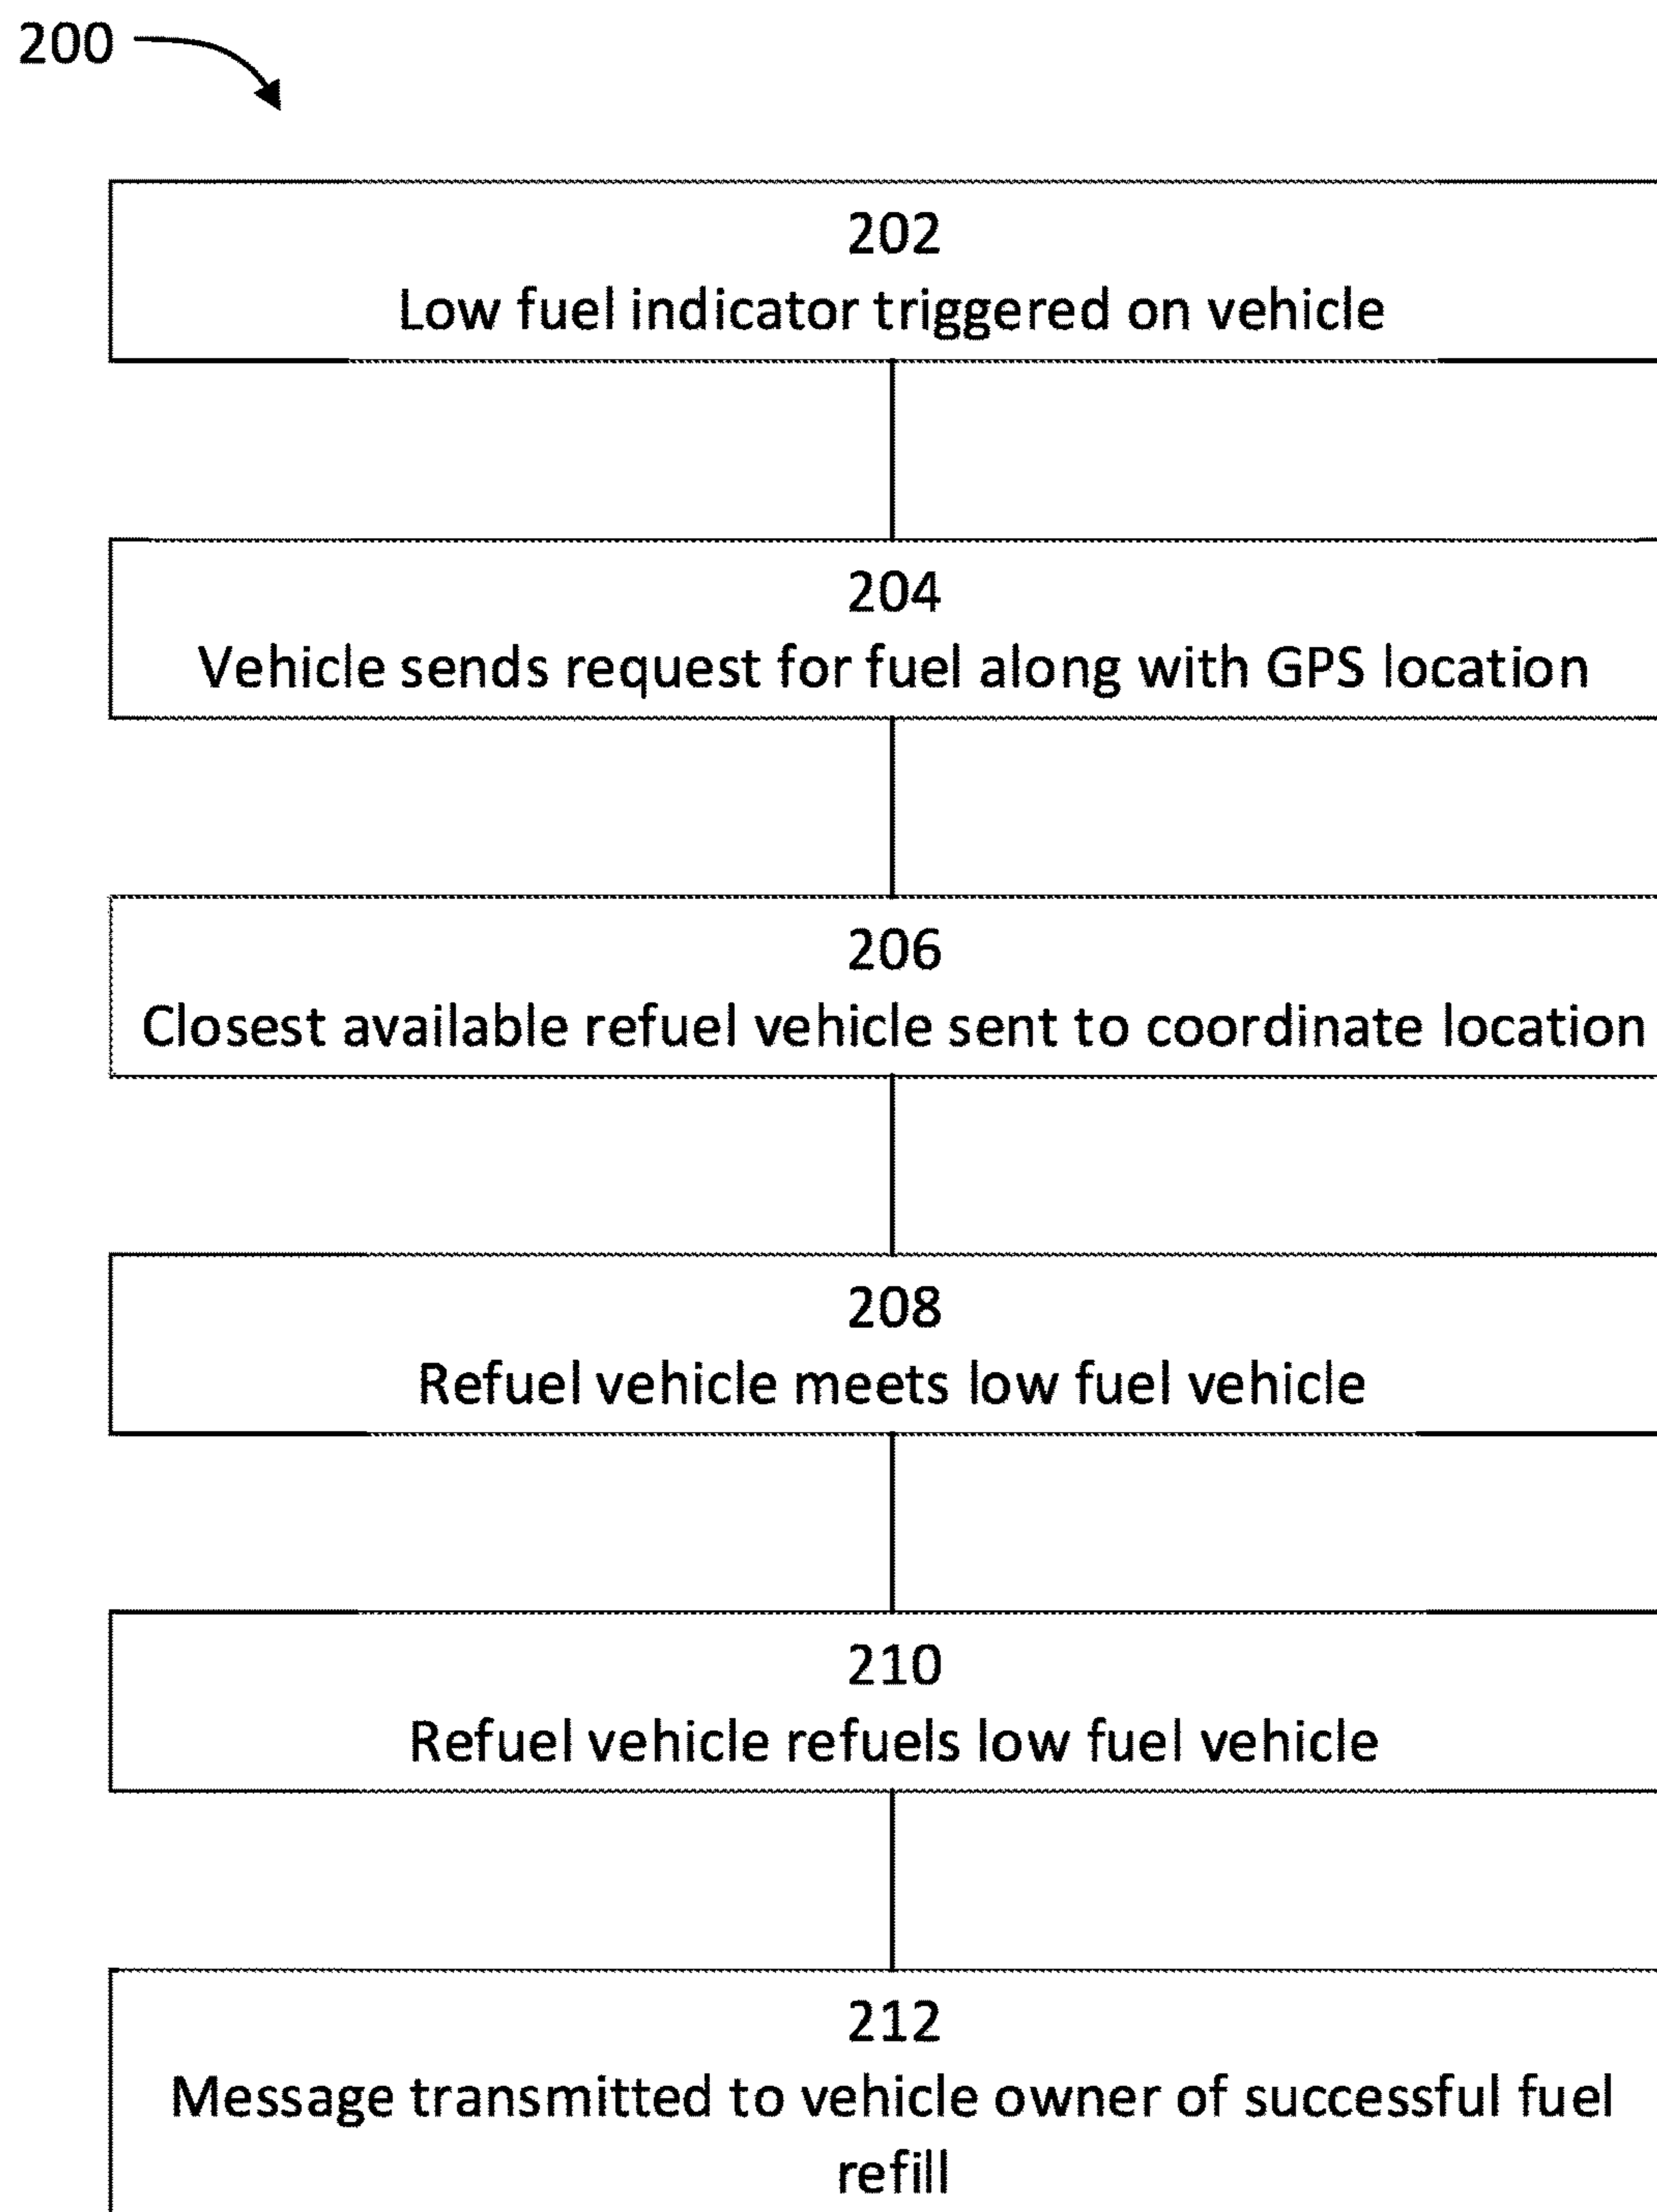 200
202
Low fuel indicator triggered on vehicle
204
Vehicle sends request for fuel along with GPS location
206
Closest available refuel vehicle sent to coordinate location
208
Refuel vehicle meets low fuel vehicle
210
Refuel vehicle refuels low fuel vehicle
212
Message transmitted to vehicle owner of successful fuel
refill